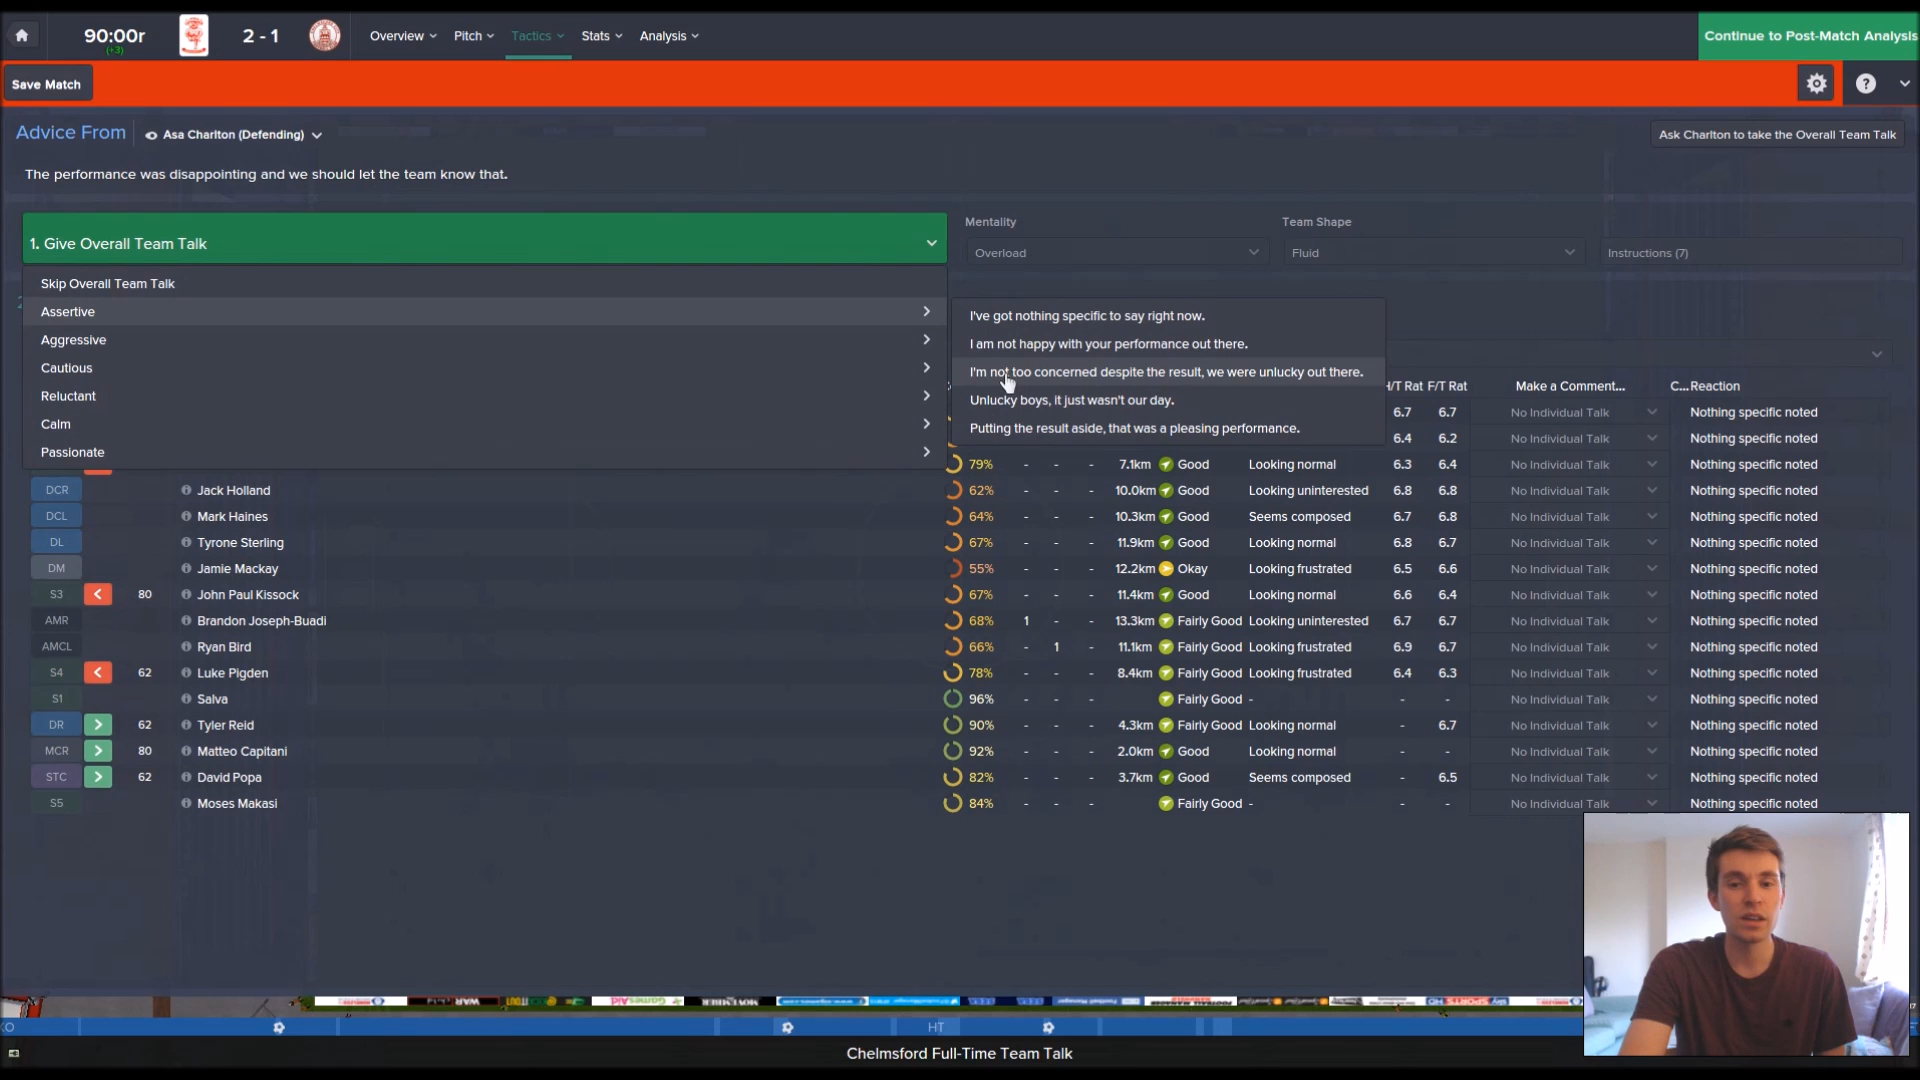 90:00r
(+3)
2 - 1
Overview
Pitch
Tactics
Stats
Analysis
Continue to Post-Match Analysis
Save Match
?
Advice From
Asa Charlton (Defending)
Ask Charlton to take the Overall Team Talk
The performance was disappointing and we should let the team know that.
1. Give Overall Team Talk
Mentality
Team Shape
Overload
Fluid
Instructions (7)
Skip Overall Team Talk
Assertive
Aggressive
Cautious
Reluctant
Calm
Passionate
I've got nothing specific to say right now.
I am not happy with your performance out there.
I'm not too concerned despite the result, we were unlucky out there.
Unlucky boys, it just wasn't our day.
Putting the result aside, that was a pleasing performance.
H/T Rat F/T Rat Make a Comment... C... Reaction
6.7 6.7 No Individual Talk Nothing specific noted
6.4 6.2 No Individual Talk Nothing specific noted
79% - - - 7.1km Good Looking normal 6.3 6.4 No Individual Talk Nothing specific noted
DCR Jack Holland 62% - - - 10.0km Good Looking uninterested 6.8 6.8 No Individual Talk Nothing specific noted
DCL Mark Haines 64% - - - 10.3km Good Seems composed 6.7 6.8 No Individual Talk Nothing specific noted
DL Tyrone Sterling 67% - - - 11.9km Good Looking normal 6.8 6.7 No Individual Talk Nothing specific noted
DM Jamie Mackay 55% - - - 12.2km Okay Looking frustrated 6.5 6.6 No Individual Talk Nothing specific noted
S3 80 John Paul Kissock 67% - - - 11.4km Good Looking normal 6.6 6.4 No Individual Talk Nothing specific noted
AMR Brandon Joseph-Buadi 68% 1 - - 13.3km Fairly Good Looking uninterested 6.7 6.7 No Individual Talk Nothing specific noted
AMCL Ryan Bird 66% - 1 - 11.1km Fairly Good Looking frustrated 6.9 6.7 No Individual Talk Nothing specific noted
S4 62 Luke Pigden 78% - - - 8.4km Fairly Good Looking frustrated 6.4 6.3 No Individual Talk Nothing specific noted
S1 Salva 96% - - - Fairly Good - - - No Individual Talk Nothing specific noted
DR 62 Tyler Reid 90% - - - 4.3km Fairly Good Looking normal - 6.7 No Individual Talk Nothing specific noted
MCR 80 Matteo Capitani 92% - - - 2.0km Good Looking normal - - No Individual Talk Nothing specific noted
STC 62 David Popa 82% - - - 3.7km Good Seems composed - 6.5 No Individual Talk Nothing specific noted
S5 Moses Makasi 84% - - - Fairly Good - - - No Individual Talk Nothing specific noted
HT
Chelmsford Full-Time Team Talk